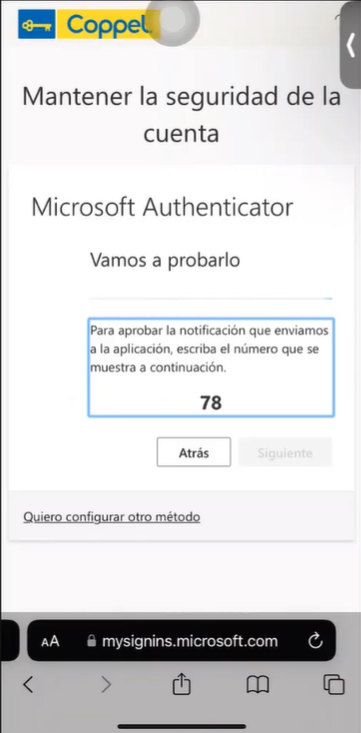 Coppel
Mantener la seguridad de la
cuenta
Microsoft Authenticator
Vamos a probarlo
Para aprobar la notificación que enviamos
a la aplicación, escriba el número que se
muestra a continuación.
78
Atrás
Siguiente
Quiero configurar otro método
AA
mysignins.microsoft.com